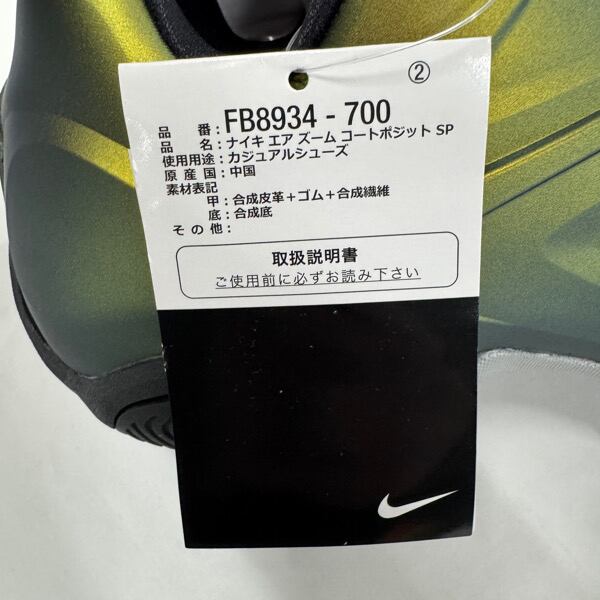 ②
品 番：FB8934 - 700
品 名：ナイキ エア ズーム コートポジット SP
使用用途：カジュアルシューズ
原 産 国：中国
素材表記
甲：合成皮革＋ゴム＋合成繊維
底：合成底
そ の 他：
取扱説明書
ご使用前に必ずお読み下さい